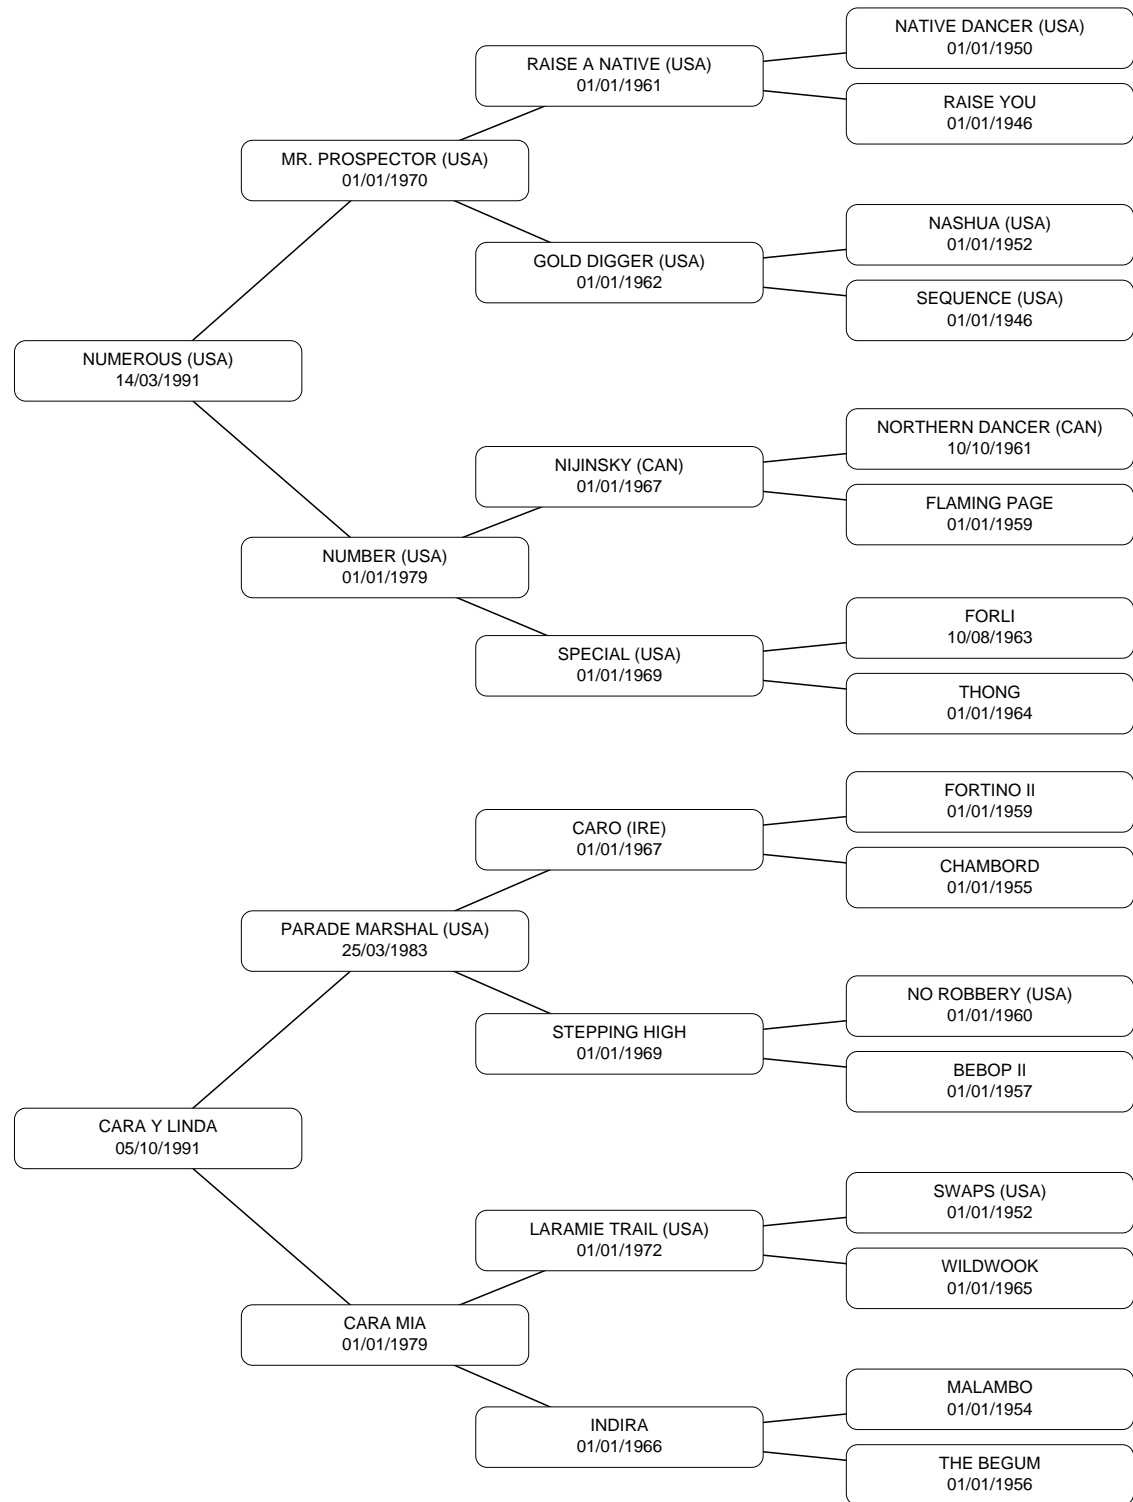 NATIVE DANCER (USA)
01/01/1950
RAISE A NATIVE (USA)
01/01/1961
RAISE YOU
01/01/1946
MR. PROSPECTOR (USA)
01/01/1970
NASHUA (USA)
01/01/1952
GOLD DIGGER (USA)
01/01/1962
SEQUENCE (USA)
01/01/1946
NUMEROUS (USA)
14/03/1991
NORTHERN DANCER (CAN)
10/10/1961
NIJINSKY (CAN)
01/01/1967
FLAMING PAGE
01/01/1959
NUMBER (USA)
01/01/1979
FORLI
10/08/1963
SPECIAL (USA)
01/01/1969
THONG
01/01/1964
FORTINO II
01/01/1959
CARO (IRE)
01/01/1967
CHAMBORD
01/01/1955
PARADE MARSHAL (USA)
25/03/1983
NO ROBBERY (USA)
01/01/1960
STEPPING HIGH
01/01/1969
BEBOP II
01/01/1957
CARA Y LINDA
05/10/1991
SWAPS (USA)
01/01/1952
LARAMIE TRAIL (USA)
01/01/1972
WILDWOOK
01/01/1965
CARA MIA
01/01/1979
MALAMBO
01/01/1954
INDIRA
01/01/1966
THE BEGUM
01/01/1956